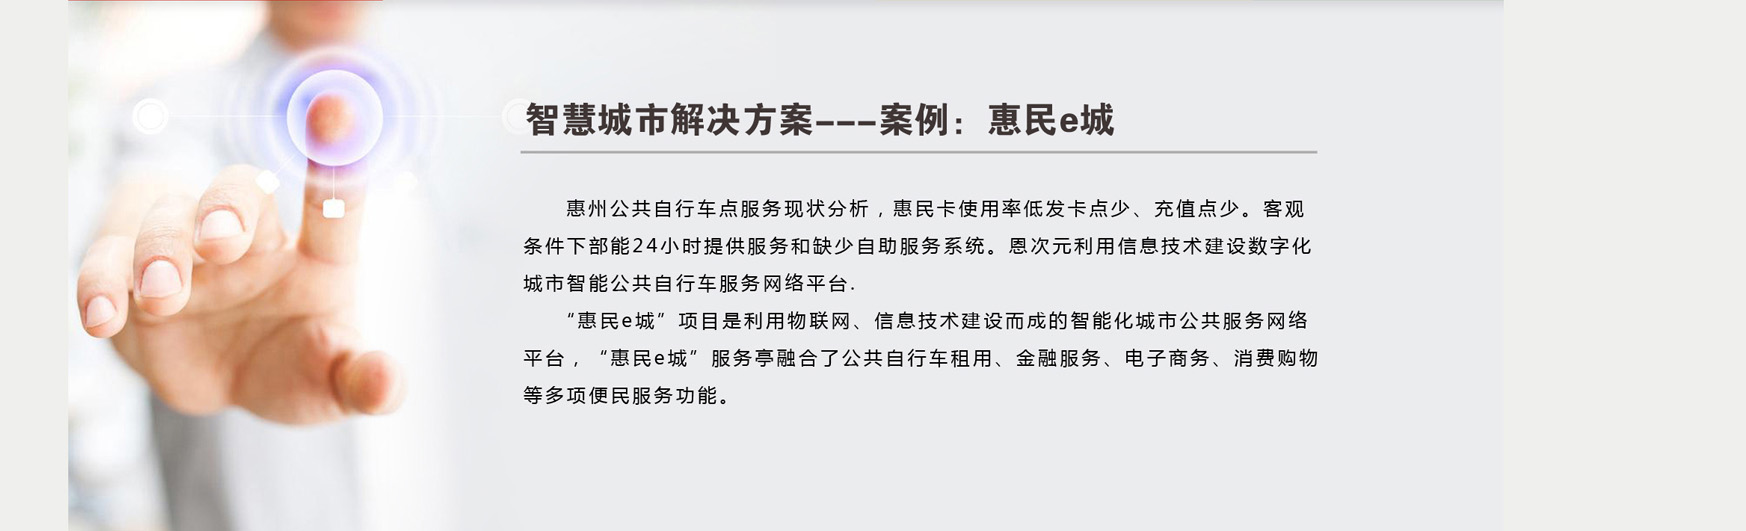 智慧城市解决方案---案例：惠民e城
惠州公共自行车点服务现状分析，惠民卡使用率低发卡点少、充值点少。客观
条件下部能24小时提供服务和缺少自助服务系统。恩次元利用信息技术建设数字化
城市智能公共自行车服务网络平台.
“惠民e城”项目是利用物联网、信息技术建设而成的智能化城市公共服务网络
平台，“惠民e城”服务亭融合了公共自行车租用、金融服务、电子商务、消费购物
等多项便民服务功能。